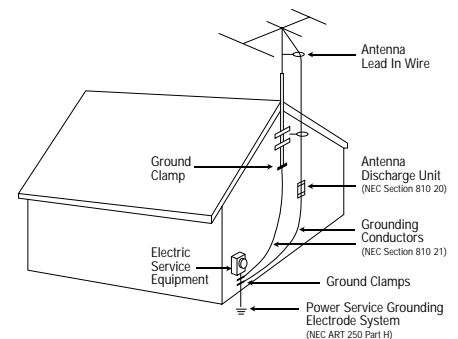 Antenna
Lead In Wire
Ground
Clamp
Antenna
Discharge Unit
(NEC Section 810 20)
Grounding
Conductors
(NEC Section 810 21)
Electric
Service
Equipment
Ground Clamps
Power Service Grounding
Electrode System
(NEC ART 250 Part H)